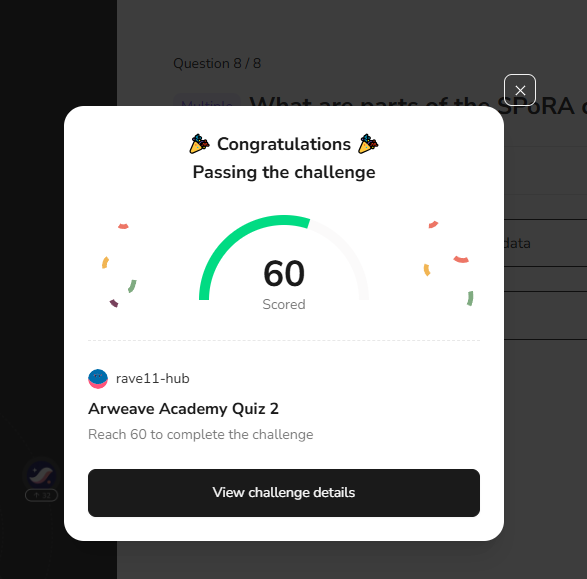 Question 8 / 8
What are parts of the SPoRA
Congratulations
Passing the challenge
data
60
Scored
rave11-hub
Arweave Academy Quiz 2
Reach 60 to complete the challenge
View challenge details